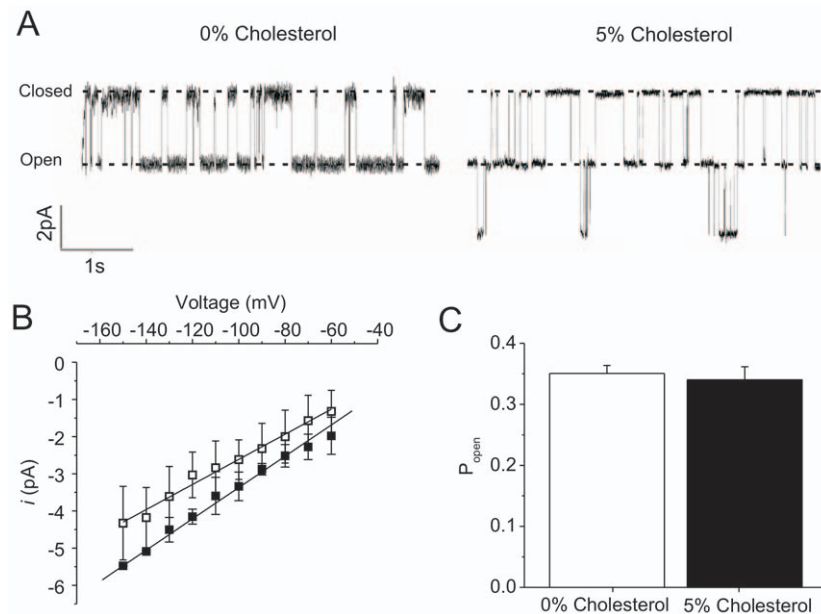 A
0% Cholesterol
5% Cholesterol
Closed
Open
2pA
1s
B
Voltage (mV)
-160 -140 -120 -100 -80 -60 -40
0
-1
-2
-3
-4
-5
-6
i (pA)
C
0.4
0.3
0.2
0.1
0.0
Popen
0% Cholesterol
5% Cholesterol